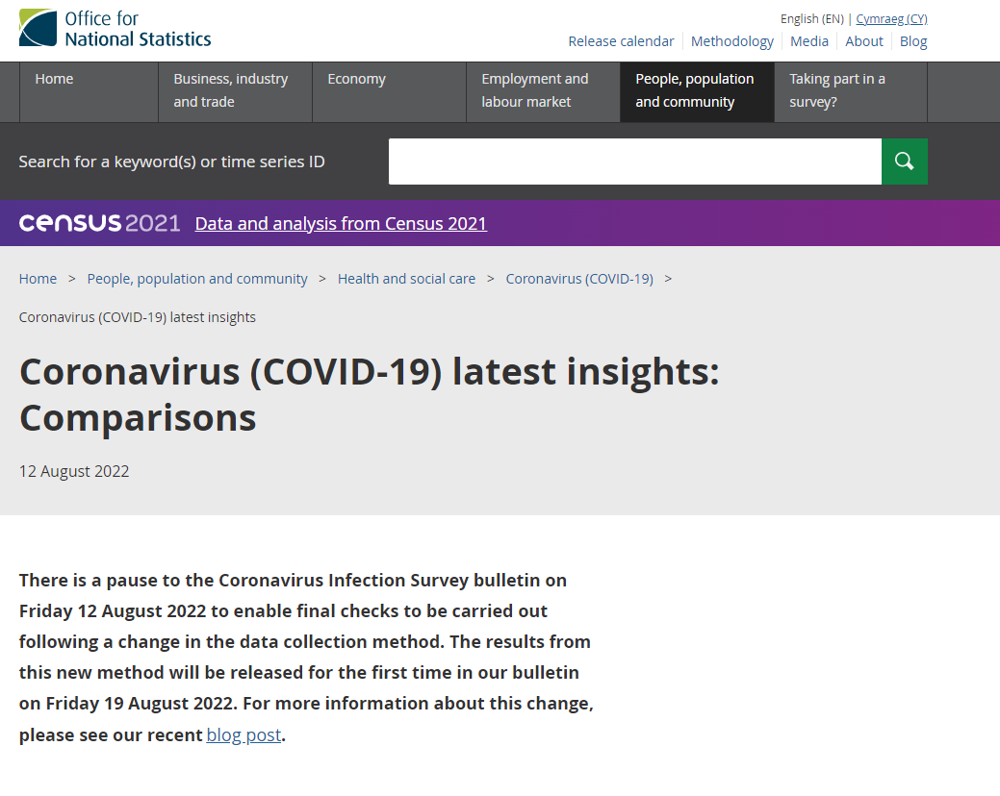 Office for
National Statistics
English (EN) | Cymraeg (CY)
Release calendar
Methodology
Media
About
Blog
Home
Business, industry
and trade
Economy
Employment and
labour market
People, population
and community
Taking part in a
survey?
Search for a keyword(s) or time series ID
census2021 Data and analysis from Census 2021
Home > People, population and community > Health and social care > Coronavirus (COVID-19) >
Coronavirus (COVID-19) latest insights
Coronavirus (COVID-19) latest insights:
Comparisons
12 August 2022
There is a pause to the Coronavirus Infection Survey bulletin on
Friday 12 August 2022 to enable final checks to be carried out
following a change in the data collection method. The results from
this new method will be released for the first time in our bulletin
on Friday 19 August 2022. For more information about this change,
please see our recent blog post.